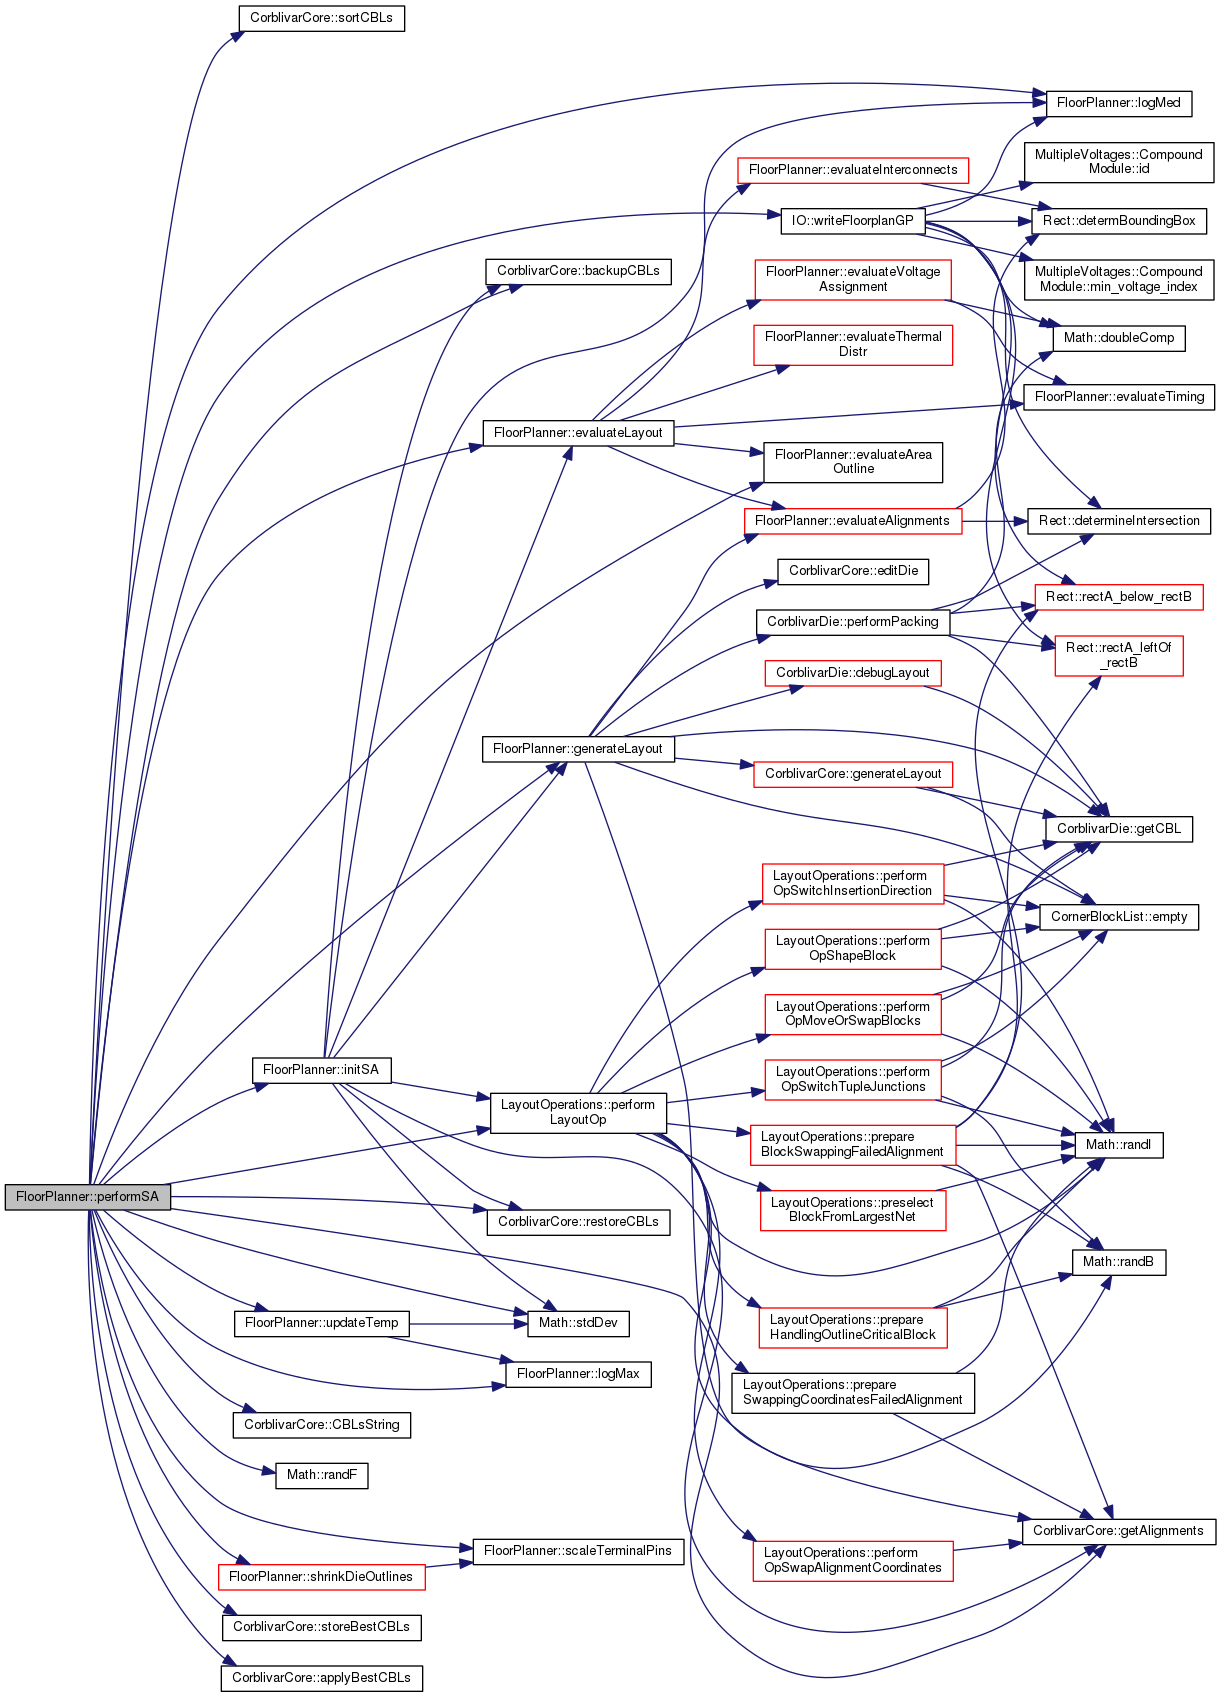 CorblivarCore::sortCBLs
FloorPlanner::logMed
MultipleVoltages::Compound
Module::id
FloorPlanner::evaluateInterconnects
IO::writeFloorplanGP
Rect::determBoundingBox
CorblivarCore::backupCBLs
FloorPlanner::evaluateVoltage
Assignment
MultipleVoltages::Compound
Module::min_voltage_index
FloorPlanner::evaluateThermal
Distr
Math::doubleComp
FloorPlanner::evaluateTiming
FloorPlanner::evaluateLayout
FloorPlanner::evaluateArea
Outline
FloorPlanner::evaluateAlignments
Rect::determineIntersection
CorblivarCore::editDie
Rect::rectA_below_rectB
CorblivarDie::performPacking
Rect::rectA_leftOf
_rectB
CorblivarDie::debugLayout
FloorPlanner::generateLayout
CorblivarCore::generateLayout
CorblivarDie::getCBL
LayoutOperations::perform
OpSwitchInsertionDirection
CornerBlockList::empty
LayoutOperations::perform
OpShapeBlock
LayoutOperations::perform
OpMoveOrSwapBlocks
FloorPlanner::initSA
LayoutOperations::perform
OpSwitchTupleJunctions
LayoutOperations::perform
LayoutOp
LayoutOperations::prepare
BlockSwappingFailedAlignment
Math::randI
FloorPlanner::performSA
LayoutOperations::preselect
BlockFromLargestNet
CorblivarCore::restoreCBLs
Math::randB
FloorPlanner::updateTemp
Math::stdDev
LayoutOperations::prepare
HandlingOutlineCriticalBlock
FloorPlanner::logMax
LayoutOperations::prepare
SwappingCoordinatesFailedAlignment
CorblivarCore::CBLsString
Math::randF
CorblivarCore::getAlignments
FloorPlanner::scaleTerminalPins
LayoutOperations::perform
OpSwapAlignmentCoordinates
FloorPlanner::shrinkDieOutlines
CorblivarCore::storeBestCBLs
CorblivarCore::applyBestCBLs